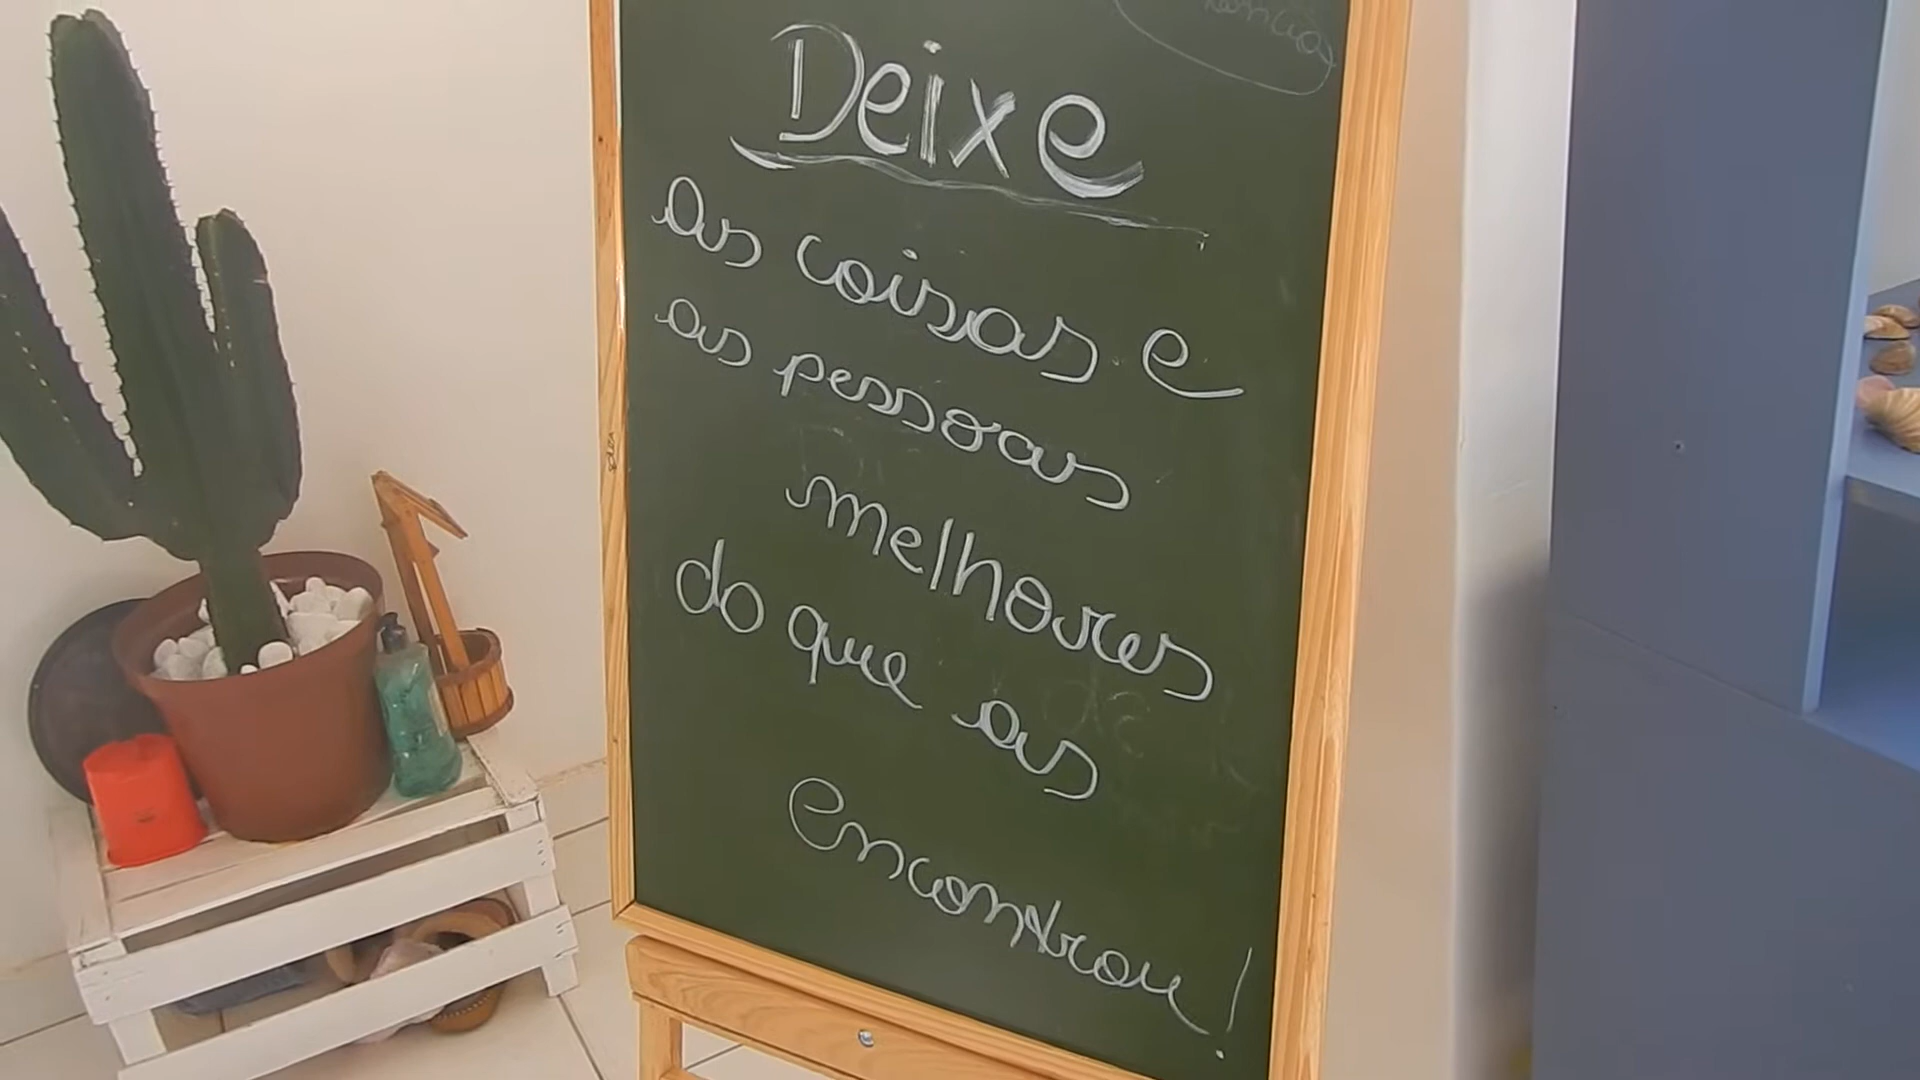 Deixe
As coisas e
as pessoas
melhores
do que as
encontrou!